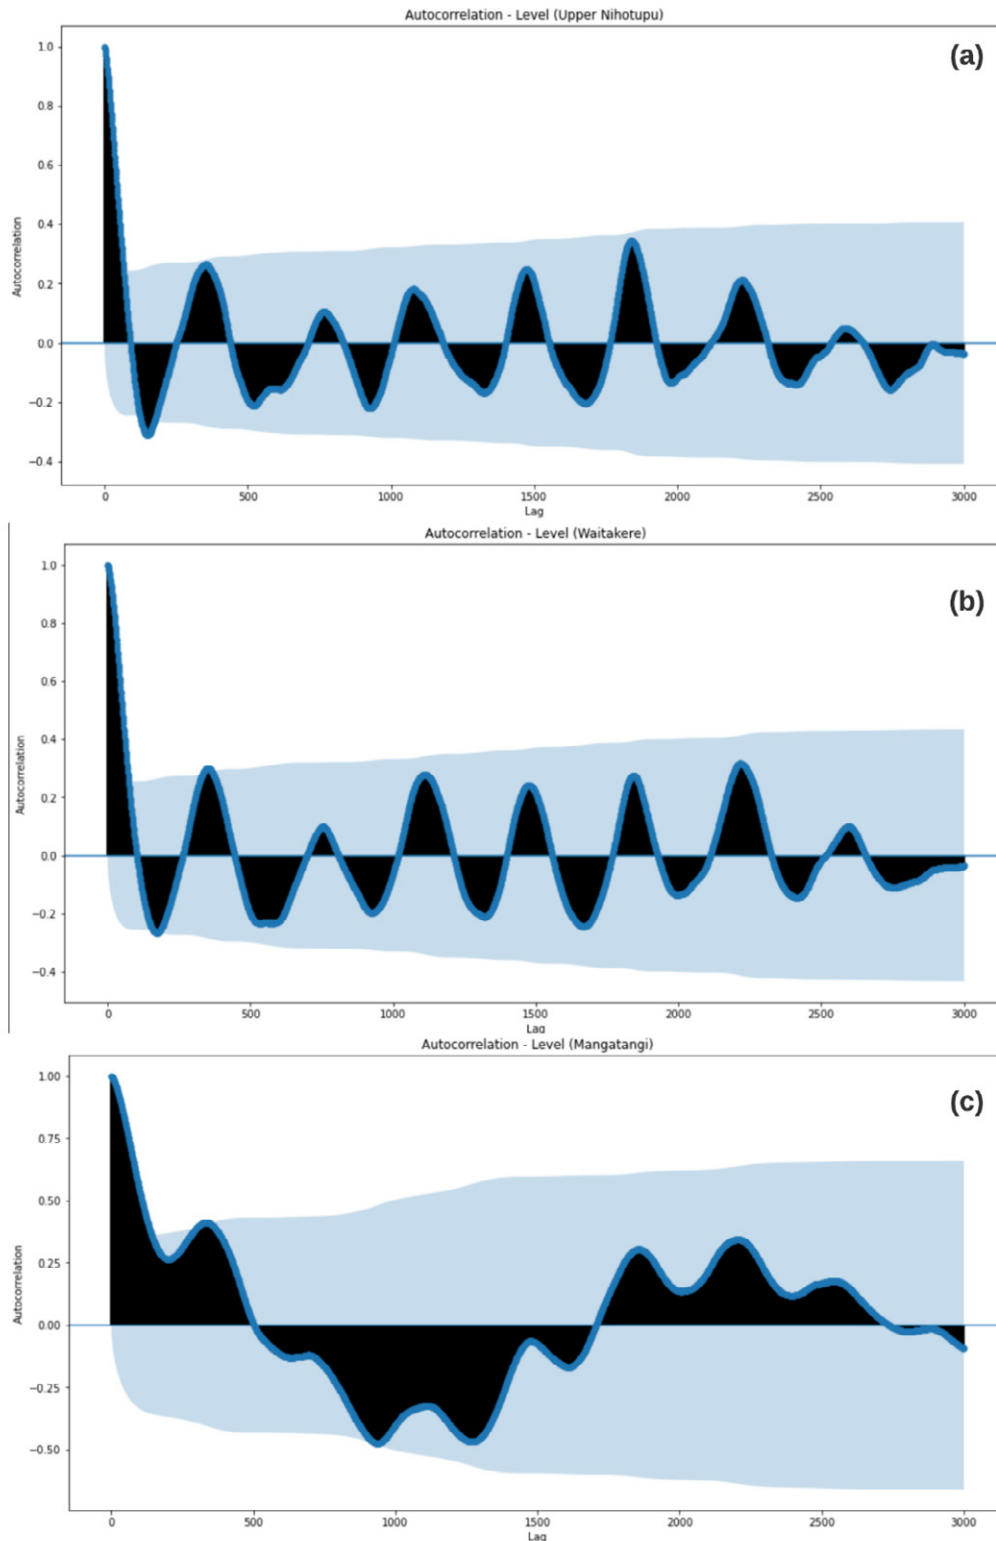 Autocorrelation - Level (Upper Nihotupu)
(a)
Autocorrelation
1.0
0.8
0.6
0.4
0.2
0.0
−0.2
−0.4
0 500 1000 1500 2000 2500 3000
Lag
Autocorrelation - Level (Waitakere)
(b)
Autocorrelation
1.0
0.8
0.6
0.4
0.2
0.0
−0.2
−0.4
0 500 1000 1500 2000 2500 3000
Lag
Autocorrelation - Level (Mangatangi)
(c)
Autocorrelation
1.00
0.75
0.50
0.25
0.00
−0.25
−0.50
0 500 1000 1500 2000 2500 3000
Lag